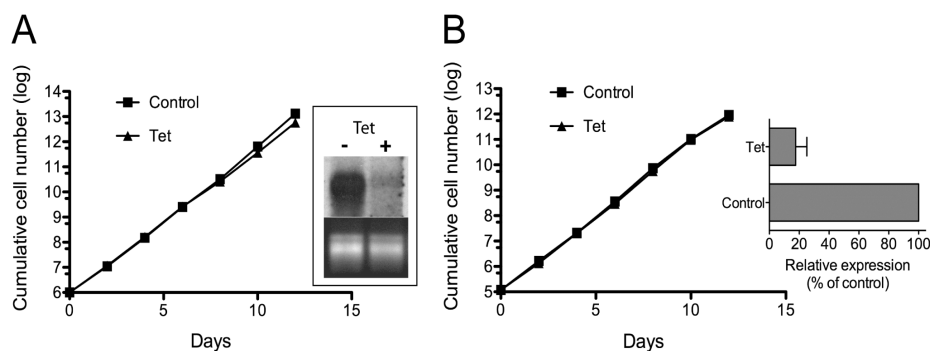 A
Cumulative cell number (log)
14
13
12
11
10
9
8
7
6
0
5
10
15
Days
Control
Tet
Tet
- +
B
Cumulative cell number (log)
13
12
11
10
9
8
7
6
5
0
5
10
15
Days
Control
Tet
Tet
Control
0 20 40 60 80 100
Relative expression
(% of control)